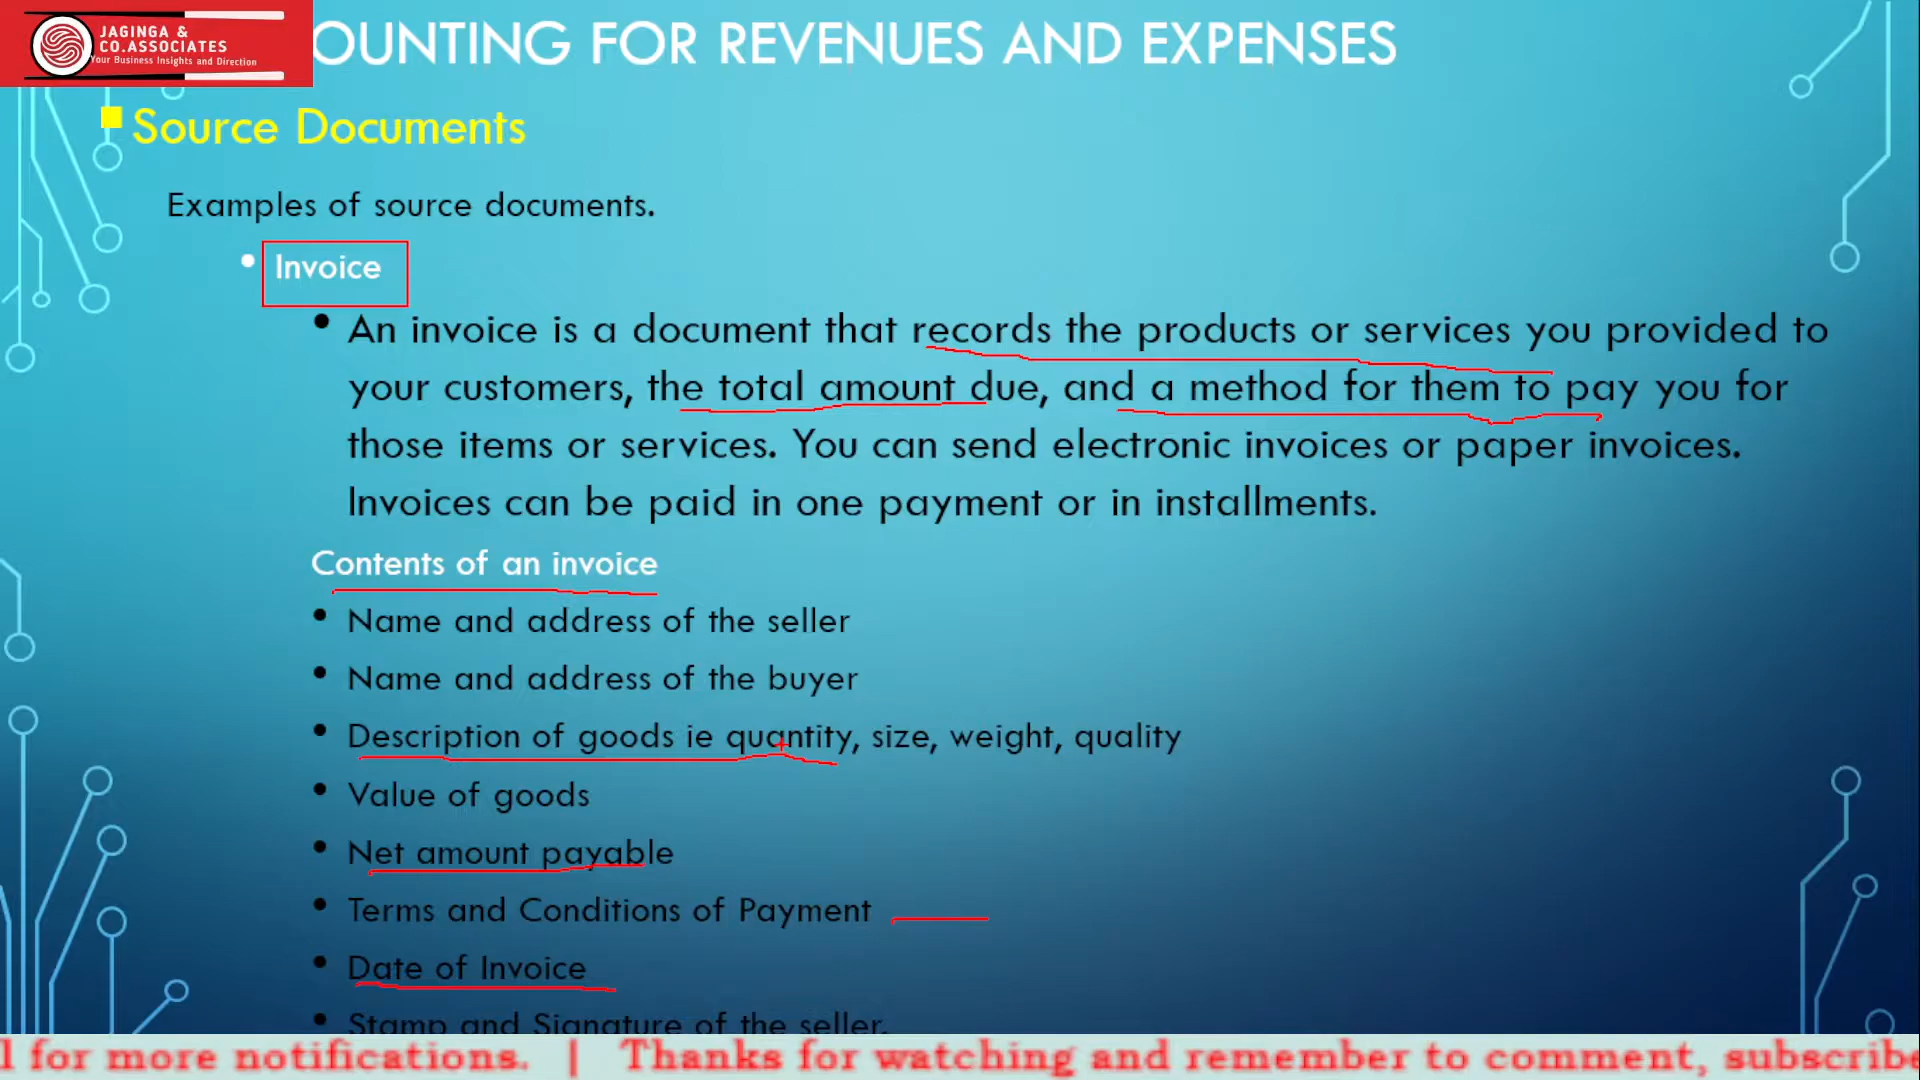 JAGINGA &
CO.ASSOCIATES
Your Business Insights and Direction
OUNTING FOR REVENUES AND EXPENSES
Source Documents
Examples of source documents.
• Invoice
• An invoice is a document that records the products or services you provided to
your customers, the total amount due, and a method for them to pay you for
those items or services. You can send electronic invoices or paper invoices.
Invoices can be paid in one payment or in installments.
Contents of an invoice
• Name and address of the seller
• Name and address of the buyer
• Description of goods ie quantity, size, weight, quality
• Value of goods
• Net amount payable
• Terms and Conditions of Payment
• Date of Invoice
• Stamp and Signature of the seller.
l for more notifications. | Thanks for watching and remember to comment, subscribe